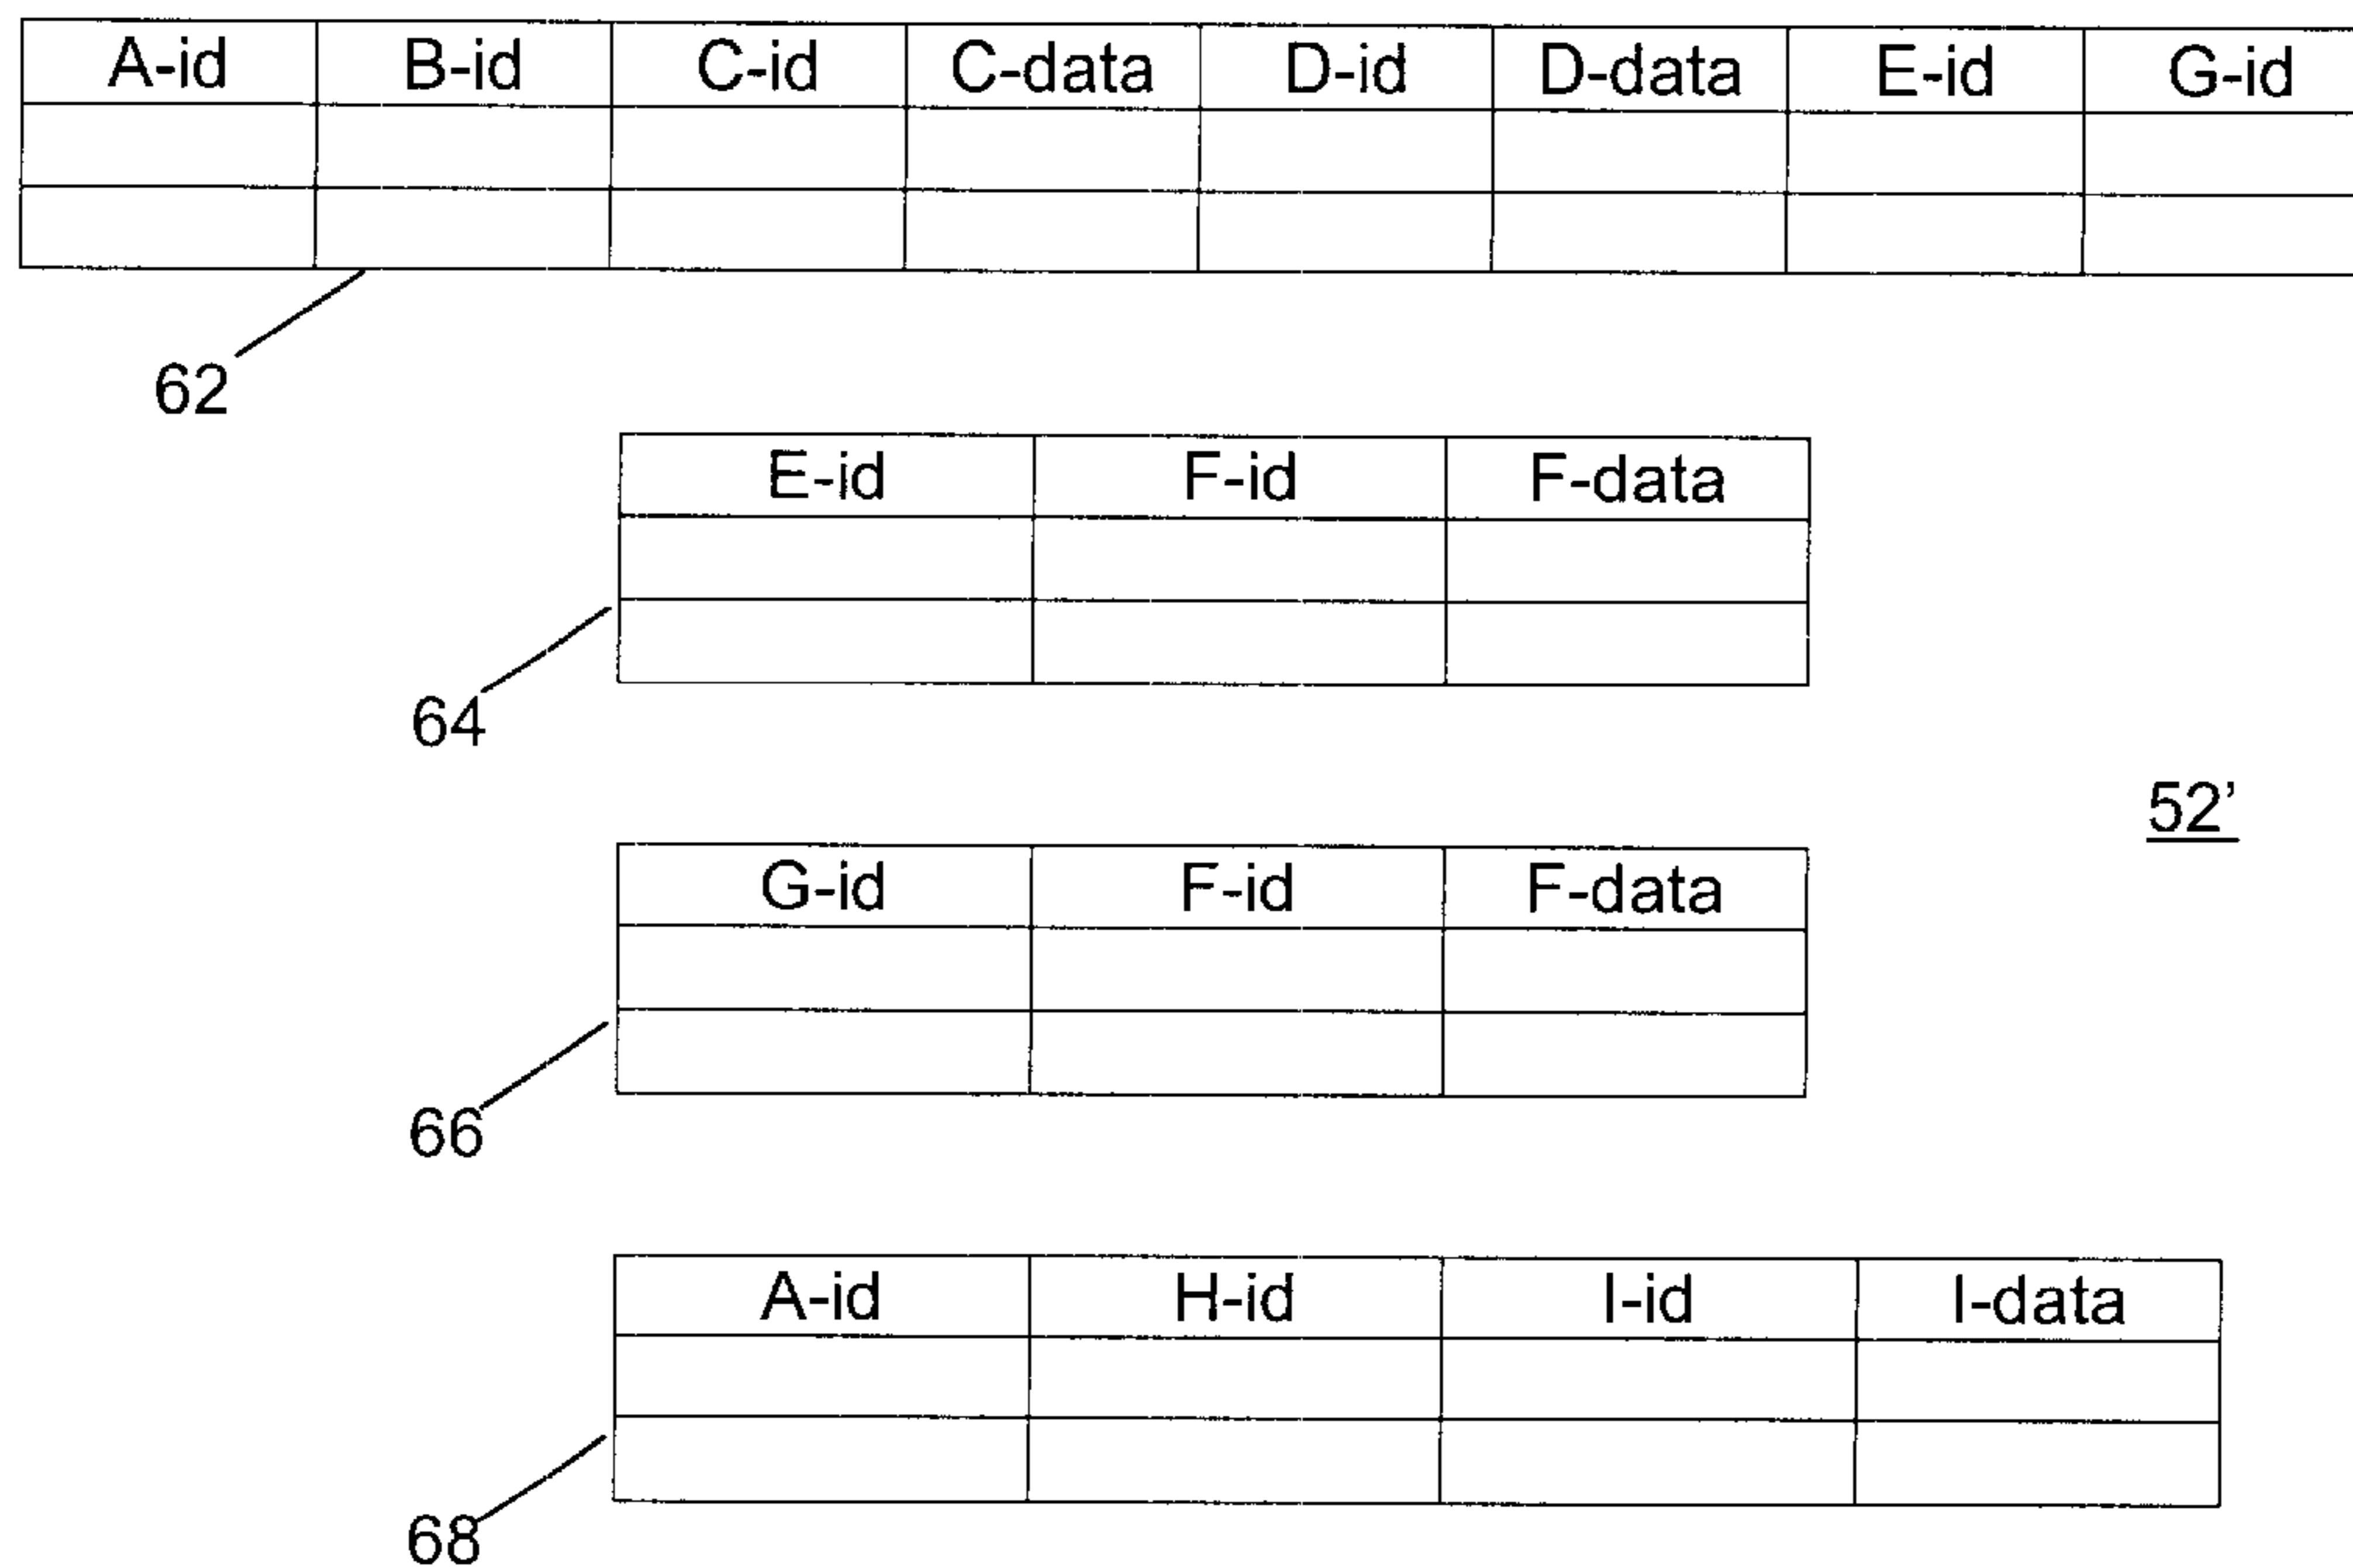 A-id B-id C-id C-data D-id D-data E-id G-id
62
E-id F-id F-data
64
52’
G-id F-id F-data
66
A-id H-id I-id I-data
68